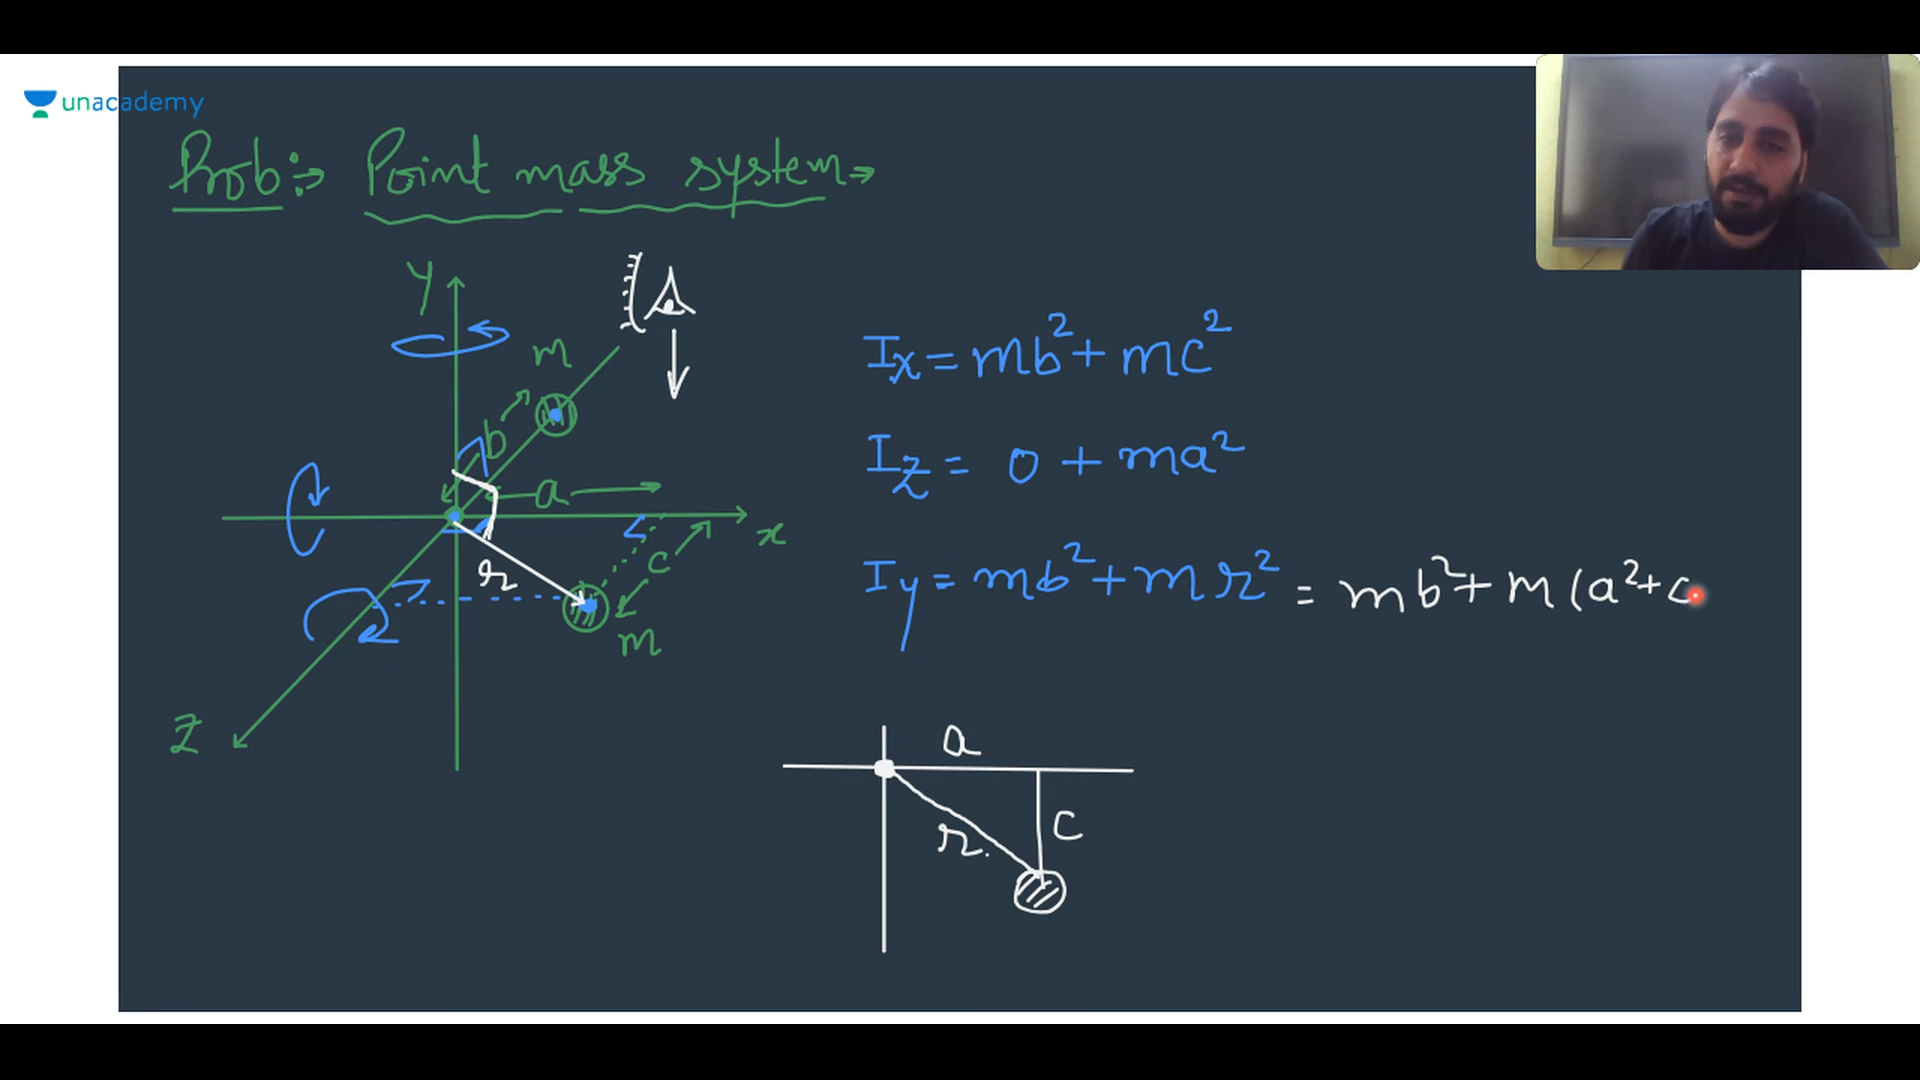 unacademy
Prob:→ Point mass system→
Y
m
b
a
x
c
r
m
Z
Ix = mb² + mc²
Iz = 0 + ma²
Iy = mb² + mr² = mb² + m(a²+c
a
r
c